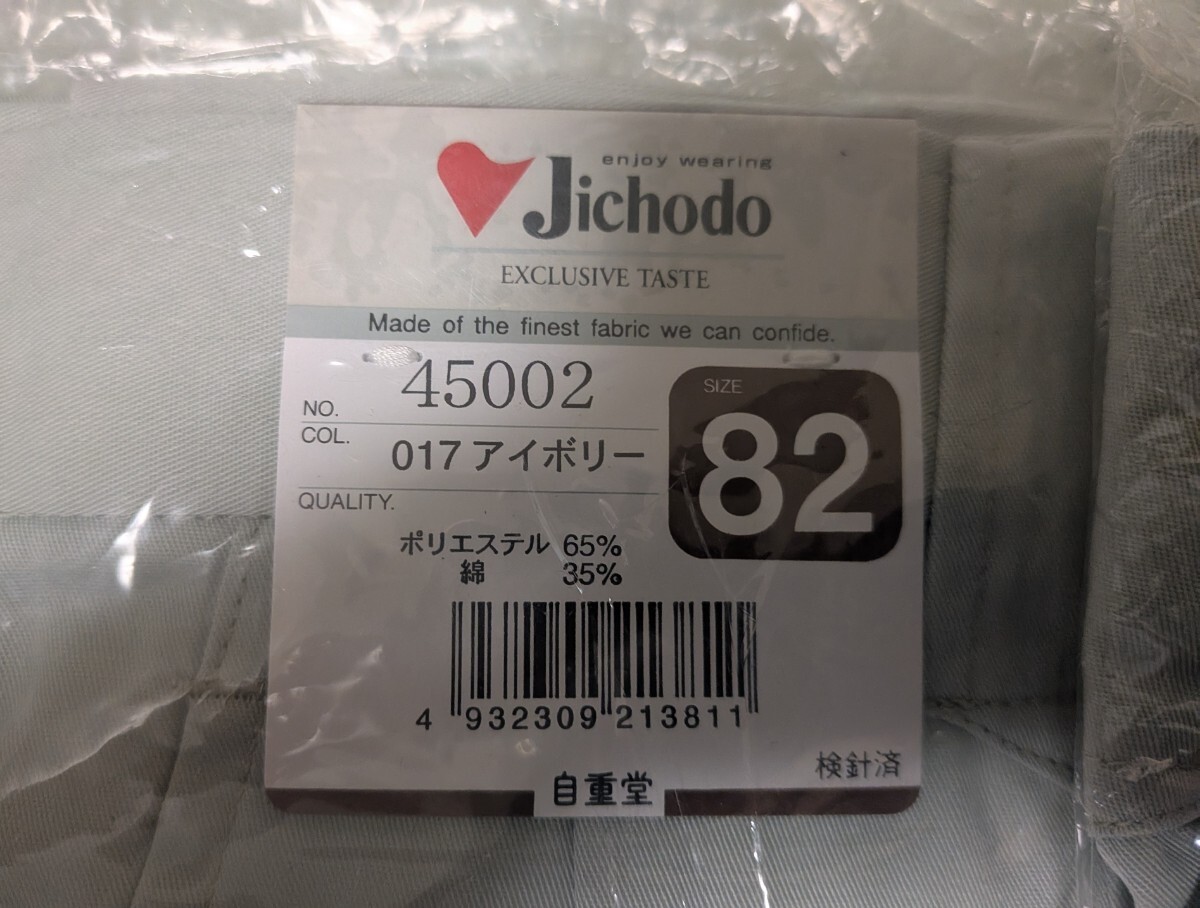 enjoy wearing
Jichodo
EXCLUSIVE TASTE
Made of the finest fabric we can confide.
NO. 45002
COL. 017 アイボリー
SIZE 82
QUALITY.
ポリエステル 65%
綿 35%
4 932309 213811
検針済
自重堂